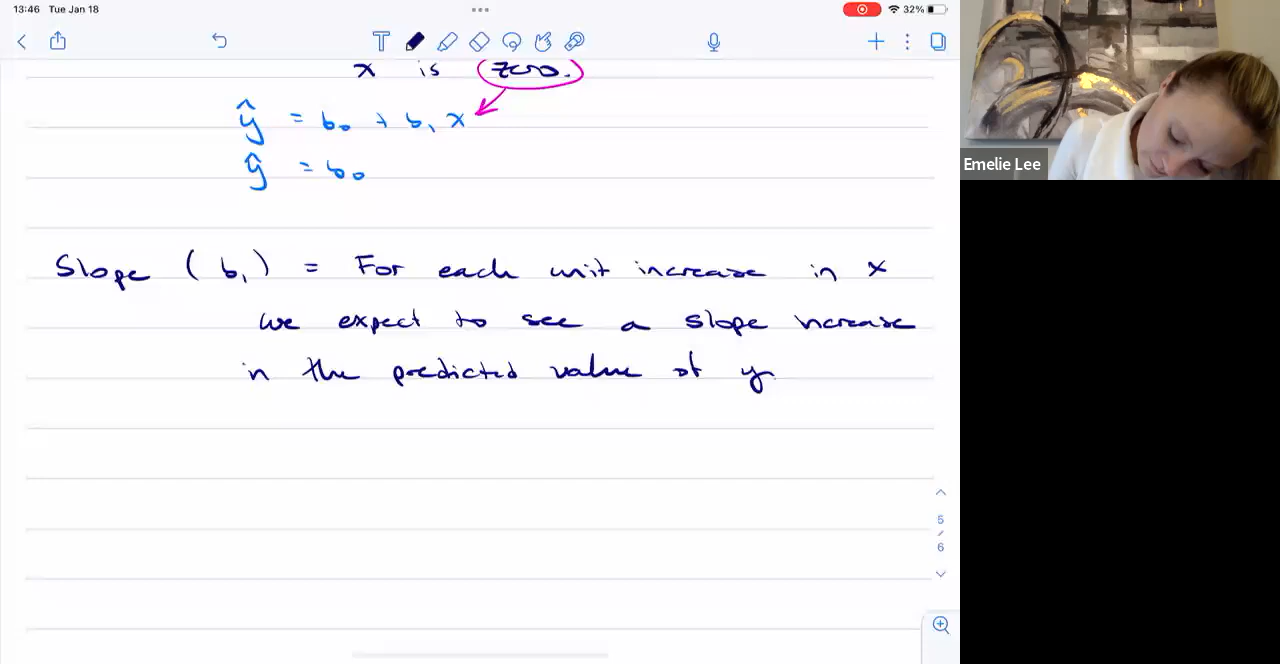 13:46 Tue Jan 18
32%
x is zero.
ŷ = b₀ + b₁ x
ŷ = b₀
Slope (b₁) = For each unit increase in x
we expect to see a slope increase
in the predicted value of y
Emelie Lee
5
/
6